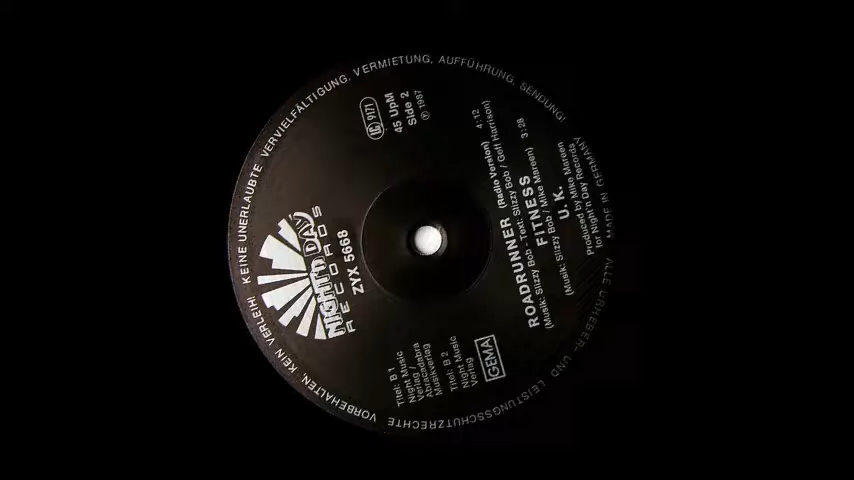 NIGHT'N DAY
RECORDS
ZYX 5668
LC 9171
45 UpM
Side 2
Ⓟ 1987
ROADRUNNER (Radio Version) 4:12
(Musik: Slizzy Bob - Text: Slizzy Bob / Geff Harrison)
FITNESS 3:28
(Musik: Slizzy Bob / Mike Mareen)
U. K.
Produced by Mike Mareen
for Night'n Day Records
Titel: B 1
Night Music
Verlag /
Abracadabra
Musikverlag
Titel: B 2
Night Music
Verlag
GEMA
ALLE URHEBER- UND LEISTUNGSSCHUTZRECHTE VORBEHALTEN, KEIN VERLEIH! KEINE UNERLAUBTE VERVIELFÄLTIGUNG, VERMIETUNG, AUFFÜHRUNG, SENDUNG!
MADE IN GERMANY